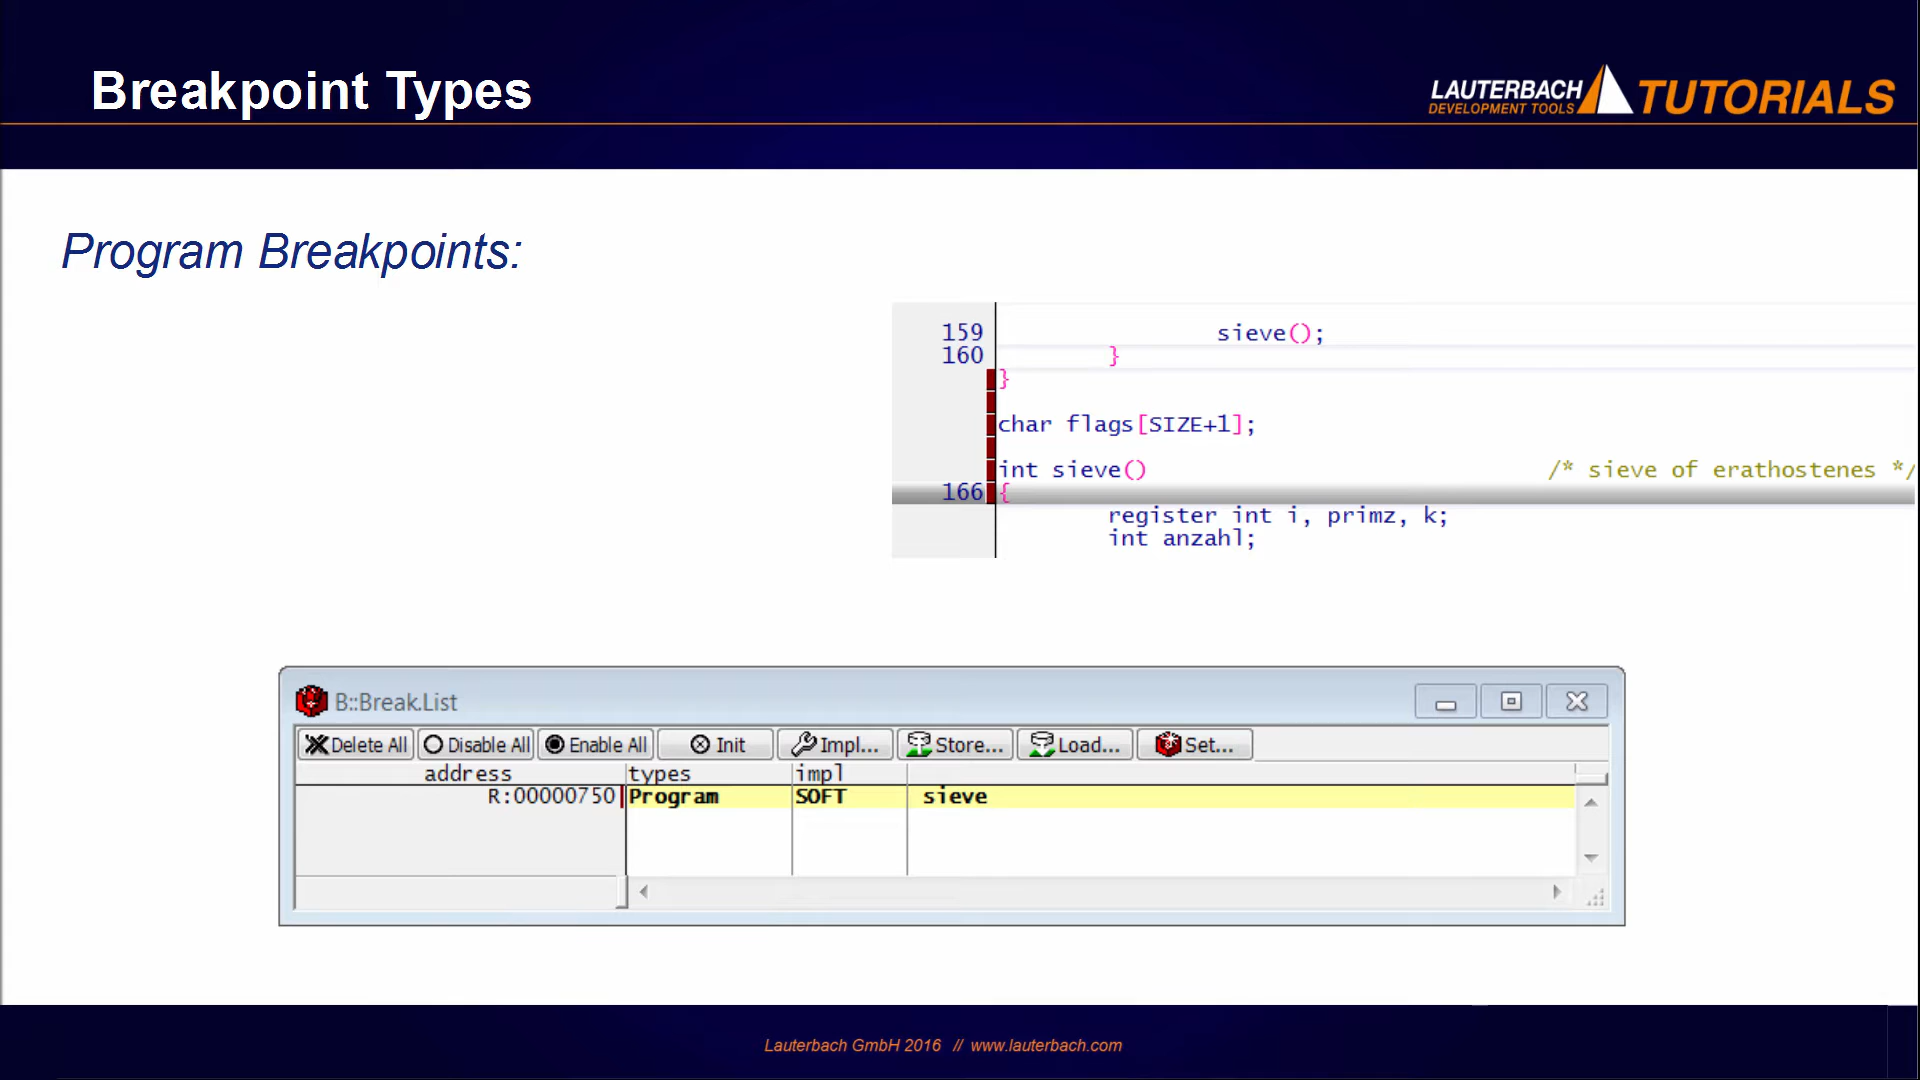 Breakpoint Types
LAUTERBACH
DEVELOPMENT TOOLS
TUTORIALS
Program Breakpoints:
159 sieve();
160 }
}
char flags[SIZE+1];
int sieve() /* sieve of erathostenes */
166 {
register int i, primz, k;
int anzahl;
B::Break.List
Delete All Disable All Enable All Init Impl... Store... Load... Set...
address types impl
R:00000750 Program SOFT sieve
Lauterbach GmbH 2016 // www.lauterbach.com